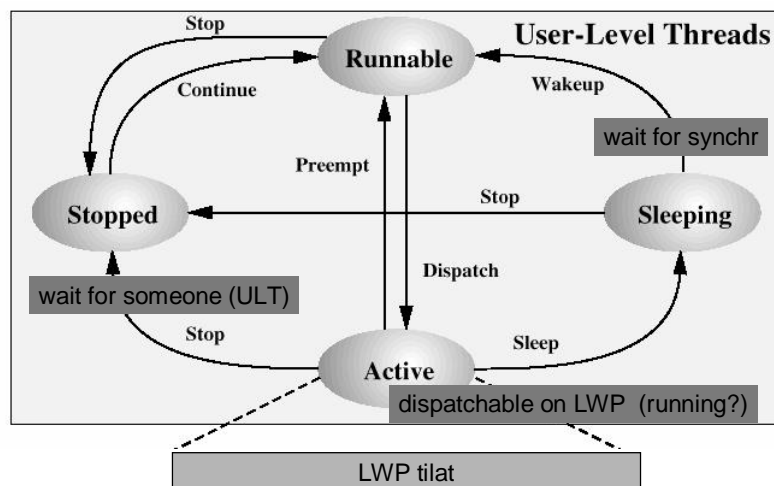 Stop
User-Level Threads
Runnable
Continue
Wakeup
wait for synchr
Preempt
Stopped
Stop
Sleeping
Dispatch
wait for someone (ULT)
Stop
Sleep
Active
dispatchable on LWP (running?)
LWP tilat